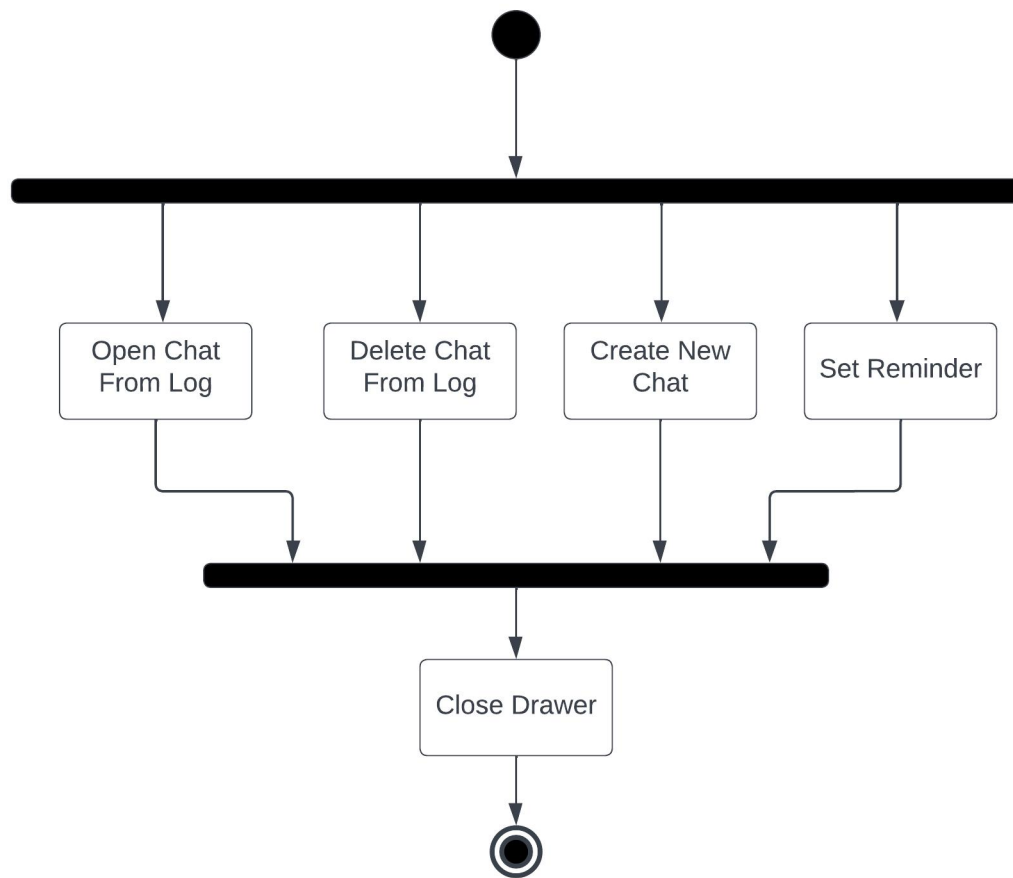 Open Chat
From Log
Delete Chat
From Log
Create New
Chat
Set Reminder
Close Drawer